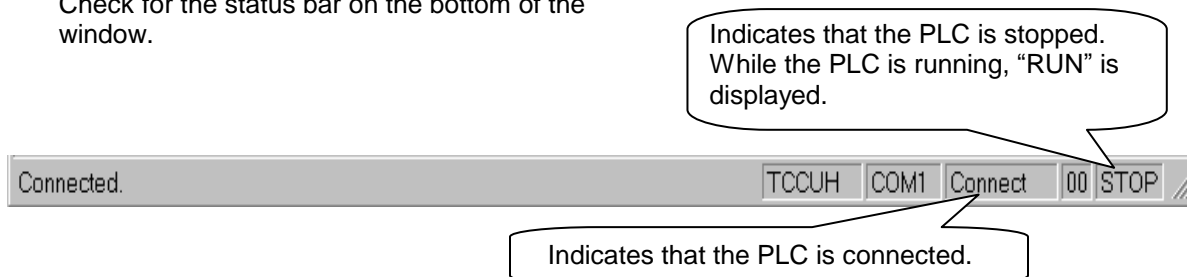 Check for the status bar on the bottom of the
window.
Indicates that the PLC is stopped.
While the PLC is running, “RUN” is
displayed.
Connected. TCCUH COM1 Connect 00 STOP
Indicates that the PLC is connected.